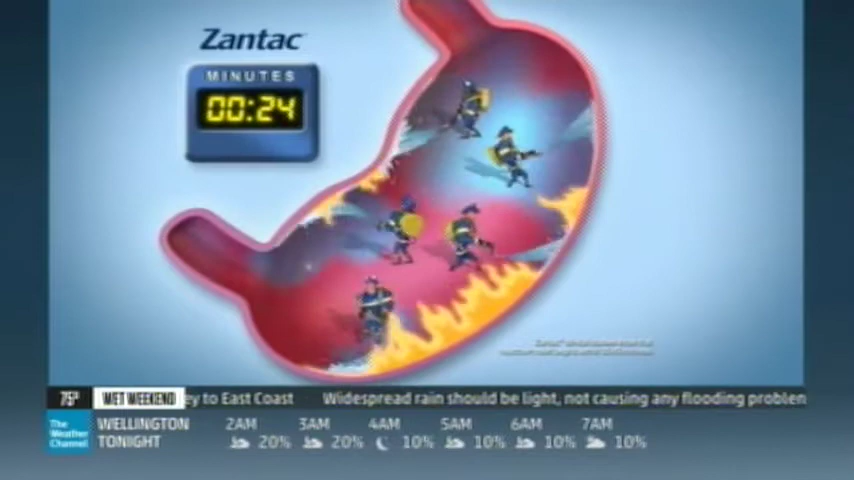 Zantac
MINUTES
00:24
75° WET WEEKEND ey to East Coast Widespread rain should be light, not causing any flooding problem
The Weather Channel
WELLINGTON 2AM 3AM 4AM 5AM 6AM 7AM
TONIGHT 20% 20% 10% 10% 10% 10%